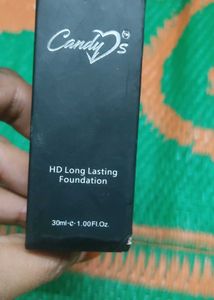 Candy's
HD Long Lasting
Foundation
30ml-e-1.00Fl.Oz.